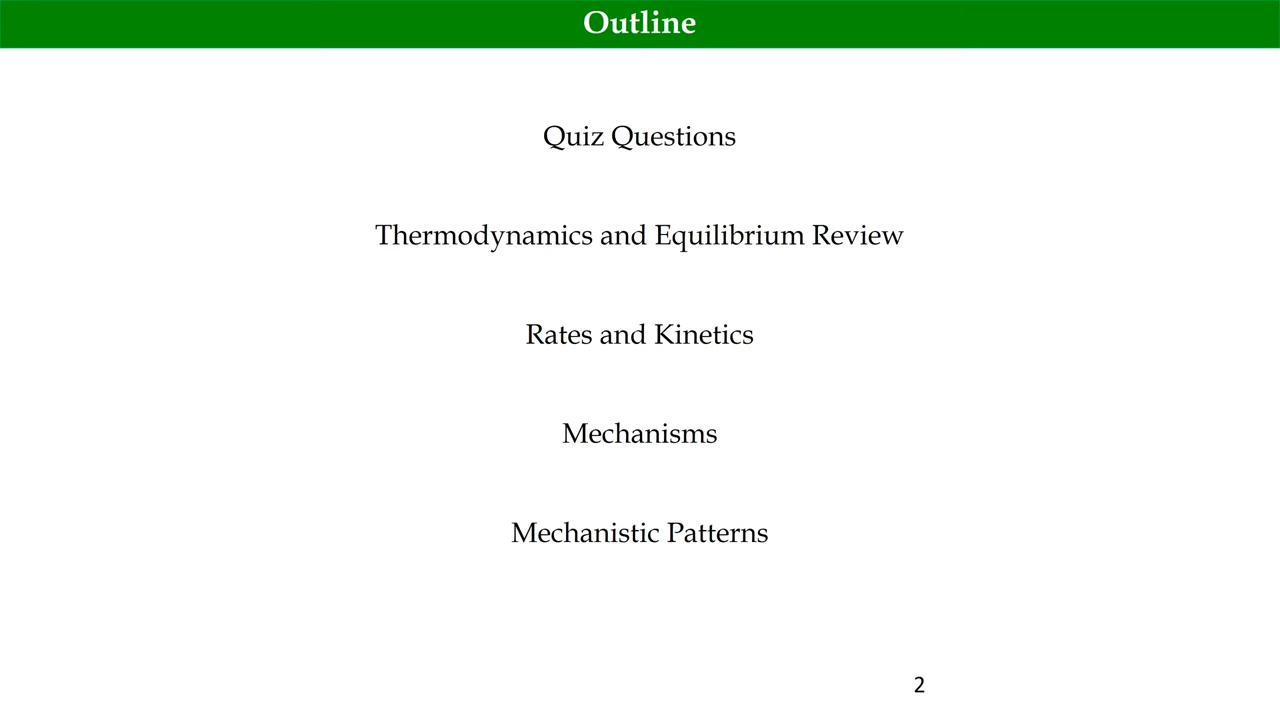 Outline
Quiz Questions
Thermodynamics and Equilibrium Review
Rates and Kinetics
Mechanisms
Mechanistic Patterns
2